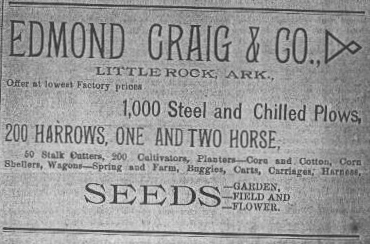 EDMOND CRAIG & CO.,
LITTLE ROCK, ARK.,
Offer at lowest Factory prices
1,000 Steel and Chilled Plows,
200 HARROWS, ONE AND TWO HORSE,
50 Stalk Cutters, 200 Cultivators, Planters—Corn and Cotton, Corn
Shellers, Wagons—Spring and Farm, Buggies, Carts, Carriages, Harness,
SEEDS—GARDEN,
—FIELD AND
—FLOWER.